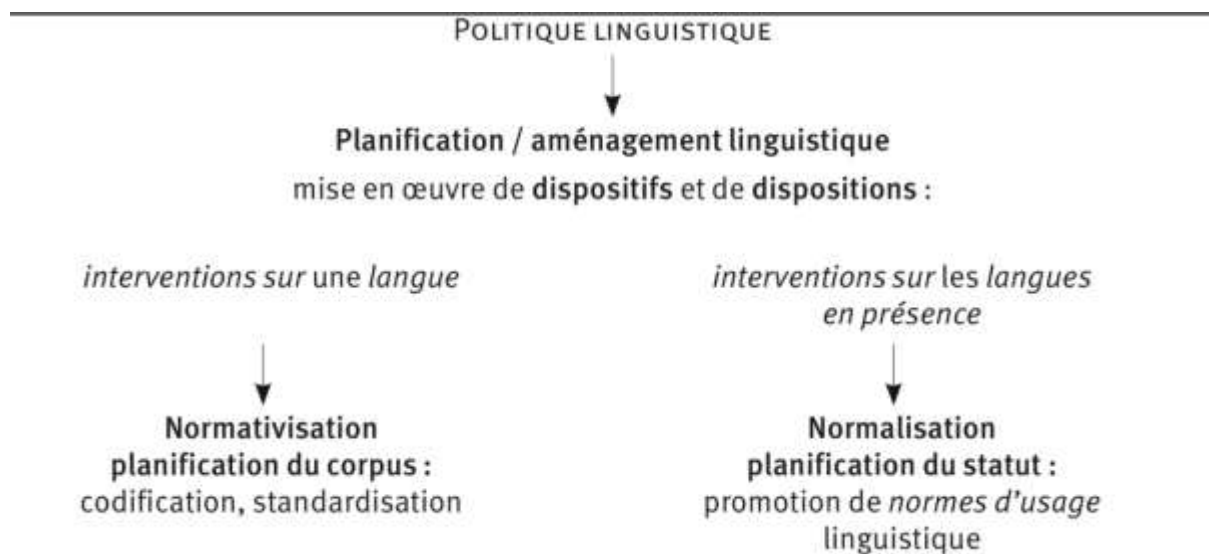 POLITIQUE LINGUISTIQUE
Planification / aménagement linguistique
mise en œuvre de dispositifs et de dispositions :
interventions sur une langue
interventions sur les langues
en présence
Normativisation
planification du corpus :
codification, standardisation
Normalisation
planification du statut :
promotion de normes d’usage
linguistique